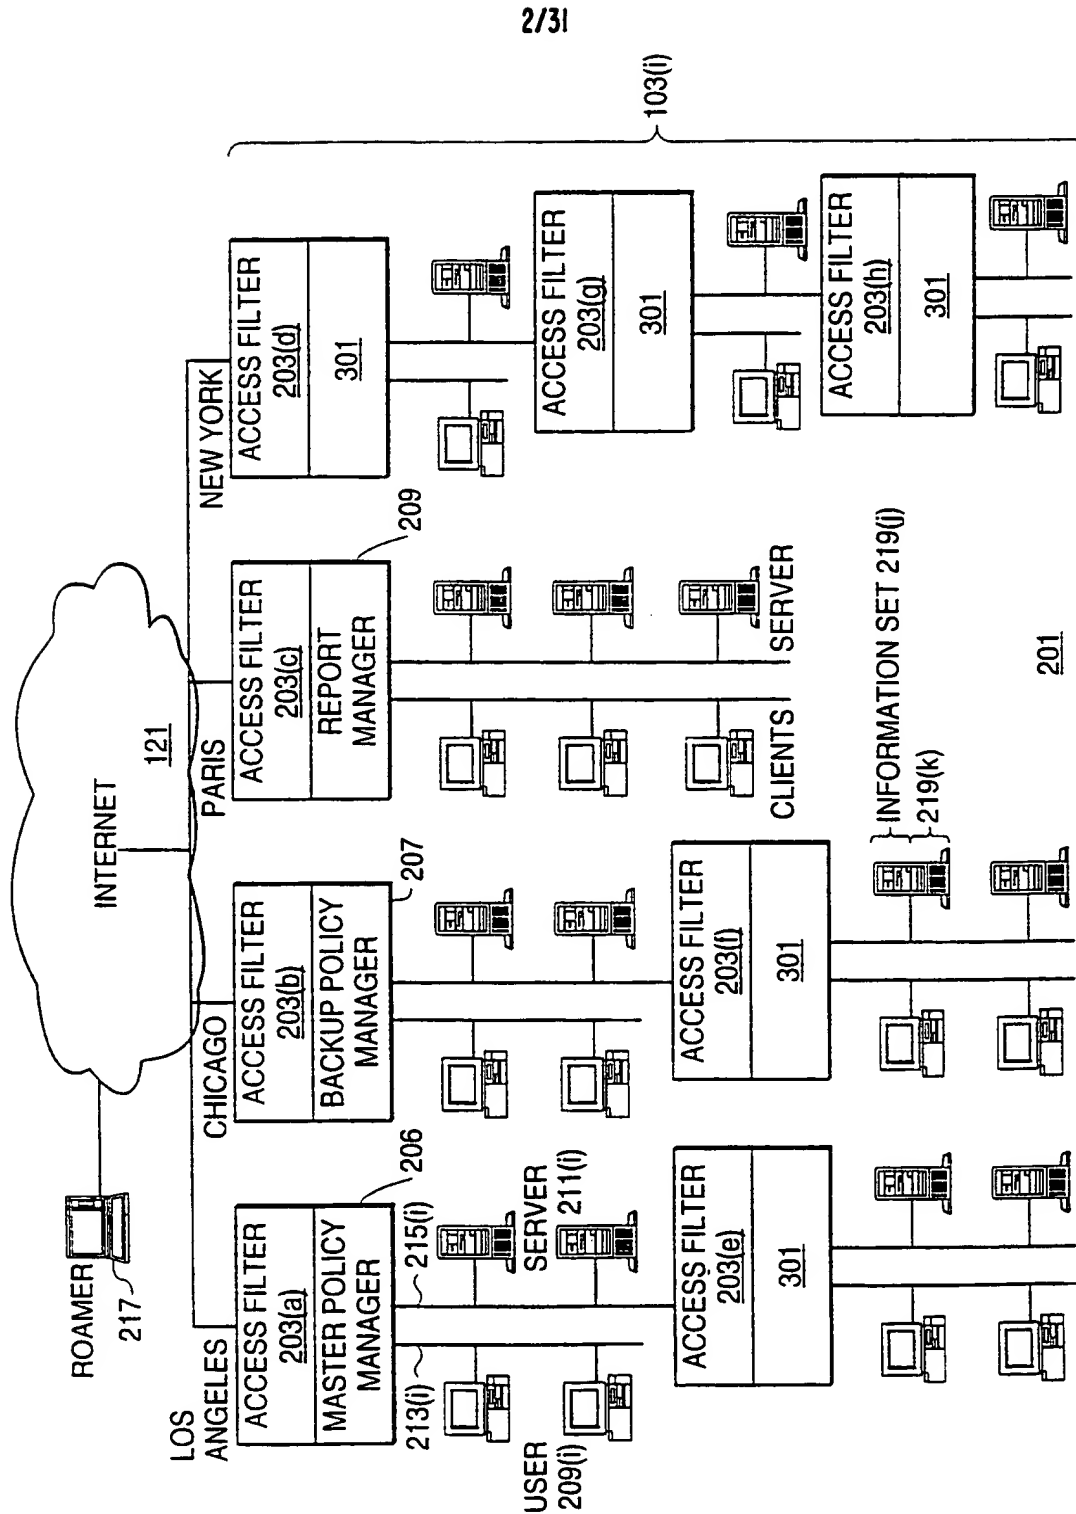 2/31
ROAMER
217
INTERNET
121
LOS
ANGELES
CHICAGO
PARIS
NEW YORK
ACCESS FILTER
203(a)
MASTER POLICY
MANAGER
206
ACCESS FILTER
203(b)
BACKUP POLICY
MANAGER
207
ACCESS FILTER
203(c)
REPORT
MANAGER
209
ACCESS FILTER
203(d)
301
103(i)
213(i)
215(i)
USER
209(i)
SERVER
211(i)
ACCESS FILTER
203(e)
301
ACCESS FILTER
203(f)
301
INFORMATION SET 219(j)
219(k)
CLIENTS
SERVER
ACCESS FILTER
203(g)
301
ACCESS FILTER
203(h)
301
201